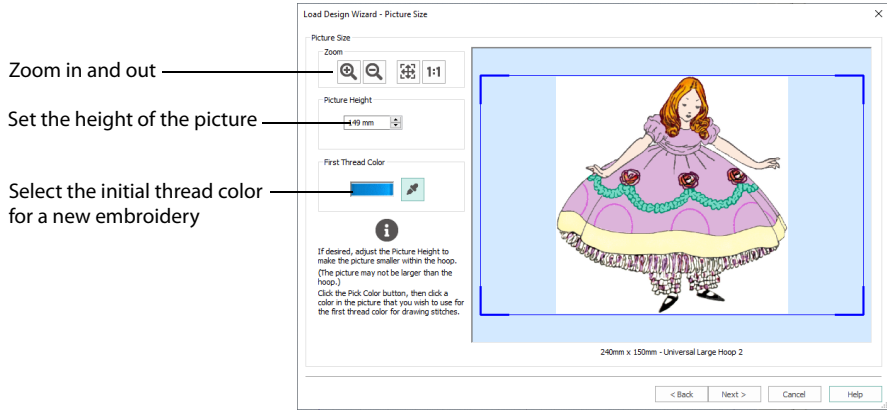 Load Design Wizard - Picture Size
Picture Size
Zoom
1:1
Zoom in and out
Picture Height
149 mm
Set the height of the picture
First Thread Color
Select the initial thread color
for a new embroidery
If desired, adjust the Picture Height to
make the picture smaller within the hoop.
(The picture may not be larger than the
hoop.)
Click the Pick Color button, then click a
color in the picture that you wish to use for
the first thread color for drawing stitches.
240mm x 150mm - Universal Large Hoop 2
< Back
Next >
Cancel
Help